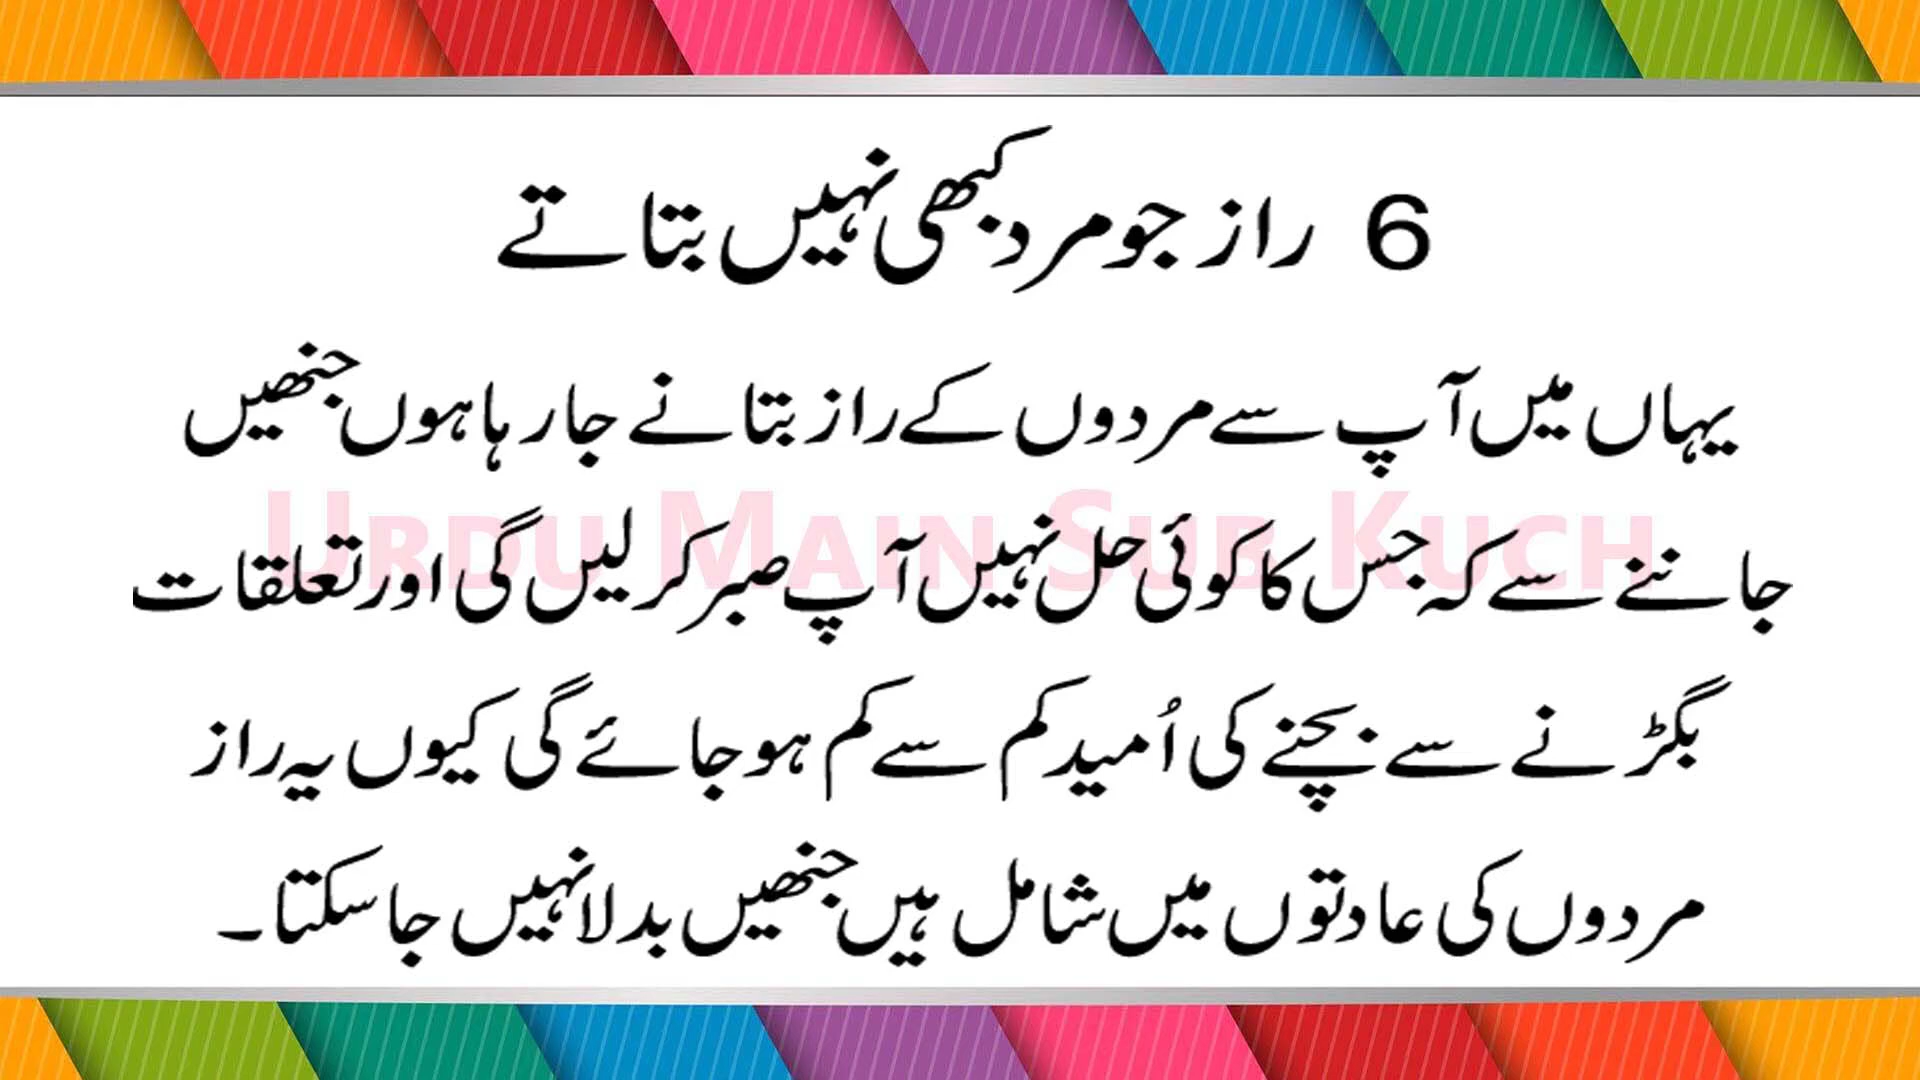 6 راز جو مرد کبھی نہیں بتاتے
یہاں میں آپ سے مردوں کے راز بتانے جا رہا ہوں جنھیں
جاننے سے کہ جس کا کوئی حل نہیں آپ صبر کر لیں گی اور تعلقات
بگڑنے سے بچنے کی اُمید کم سے کم ہو جائے گی کیوں یہ راز
مردوں کی عادتوں میں شامل ہیں جنھیں بدلا نہیں جا سکتا۔
URDU MAIN SUB KUCH